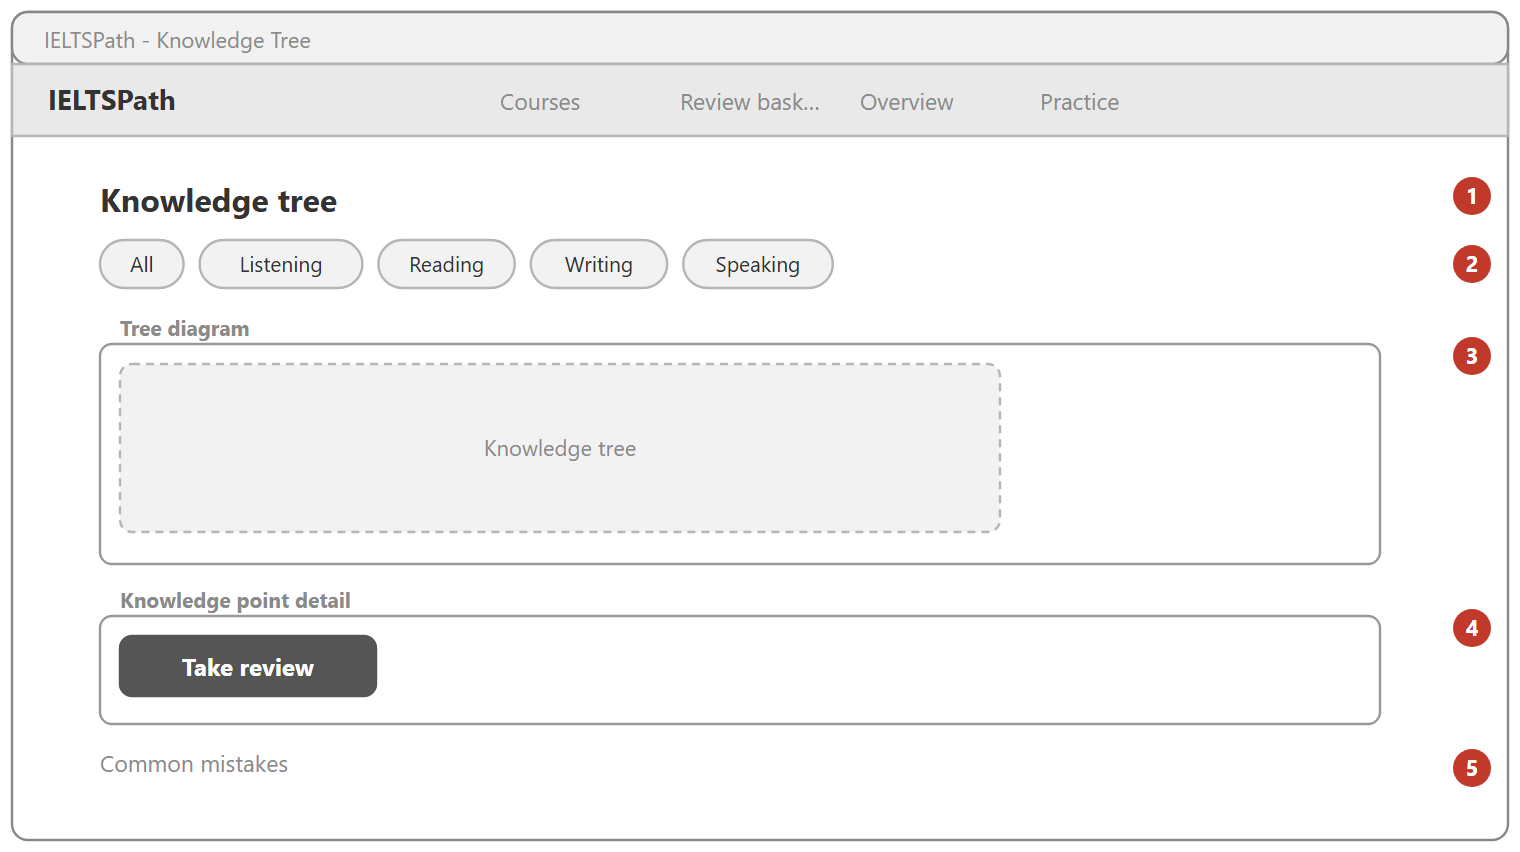 IELTSPath - Knowledge Tree
IELTSPath Courses Review bask... Overview Practice
Knowledge tree 1
All Listening Reading Writing Speaking 2
Tree diagram
3
Knowledge tree
Knowledge point detail
4
Take review
Common mistakes 5